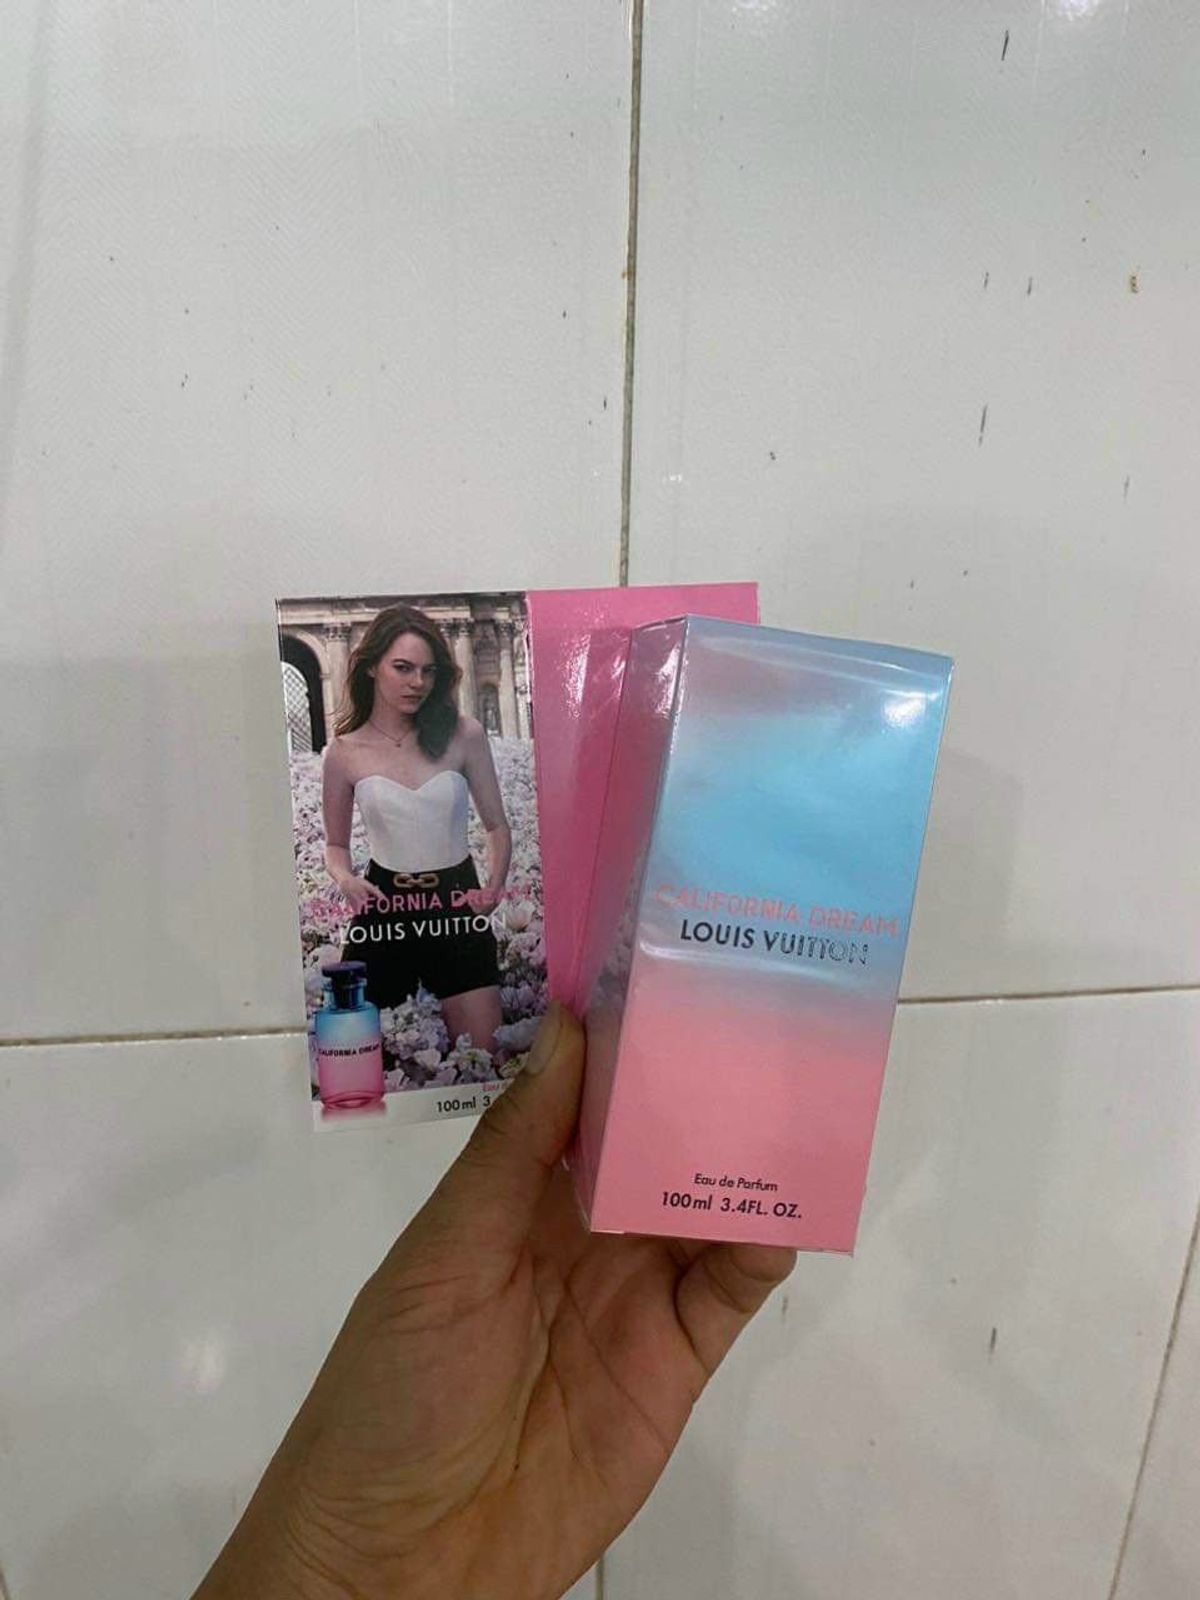 CALIFORNIA DREAM
LOUIS VUITTON
CALIFORNIA DREAM
Eau
100ml 3.
CALIFORNIA DREAM
LOUIS VUITTON
Eau de Parfum
100ml 3.4FL. OZ.